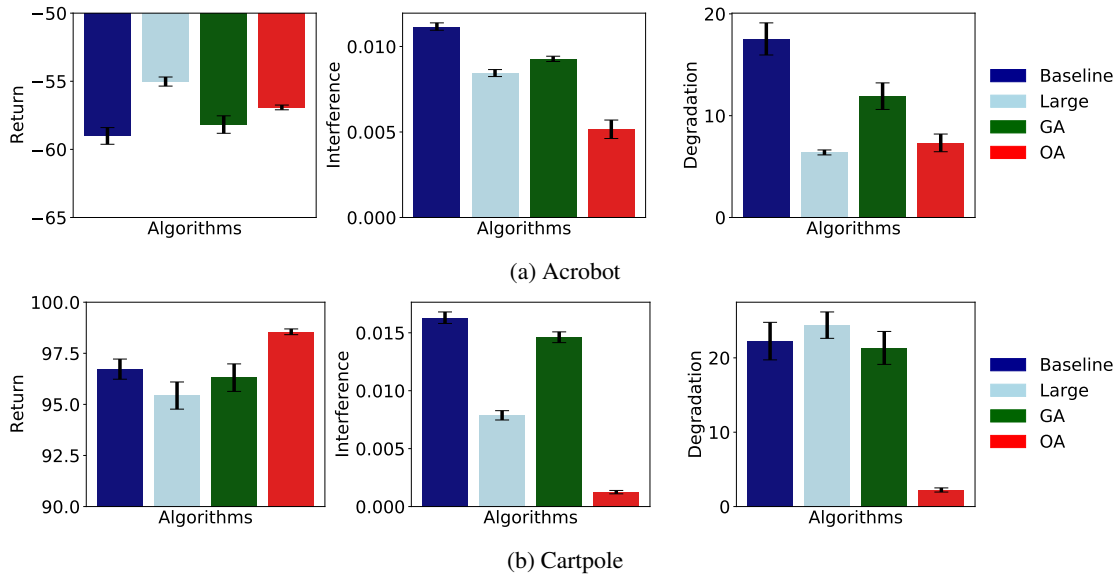 Return
−50
−55
−60
−65
Algorithms
Interference
0.010
0.005
0.000
Algorithms
Degradation
20
10
0
Algorithms
Baseline
Large
GA
OA
(a) Acrobot
Return
100.0
97.5
95.0
92.5
90.0
Algorithms
Interference
0.015
0.010
0.005
0.000
Algorithms
Degradation
20
10
0
Algorithms
Baseline
Large
GA
OA
(b) Cartpole